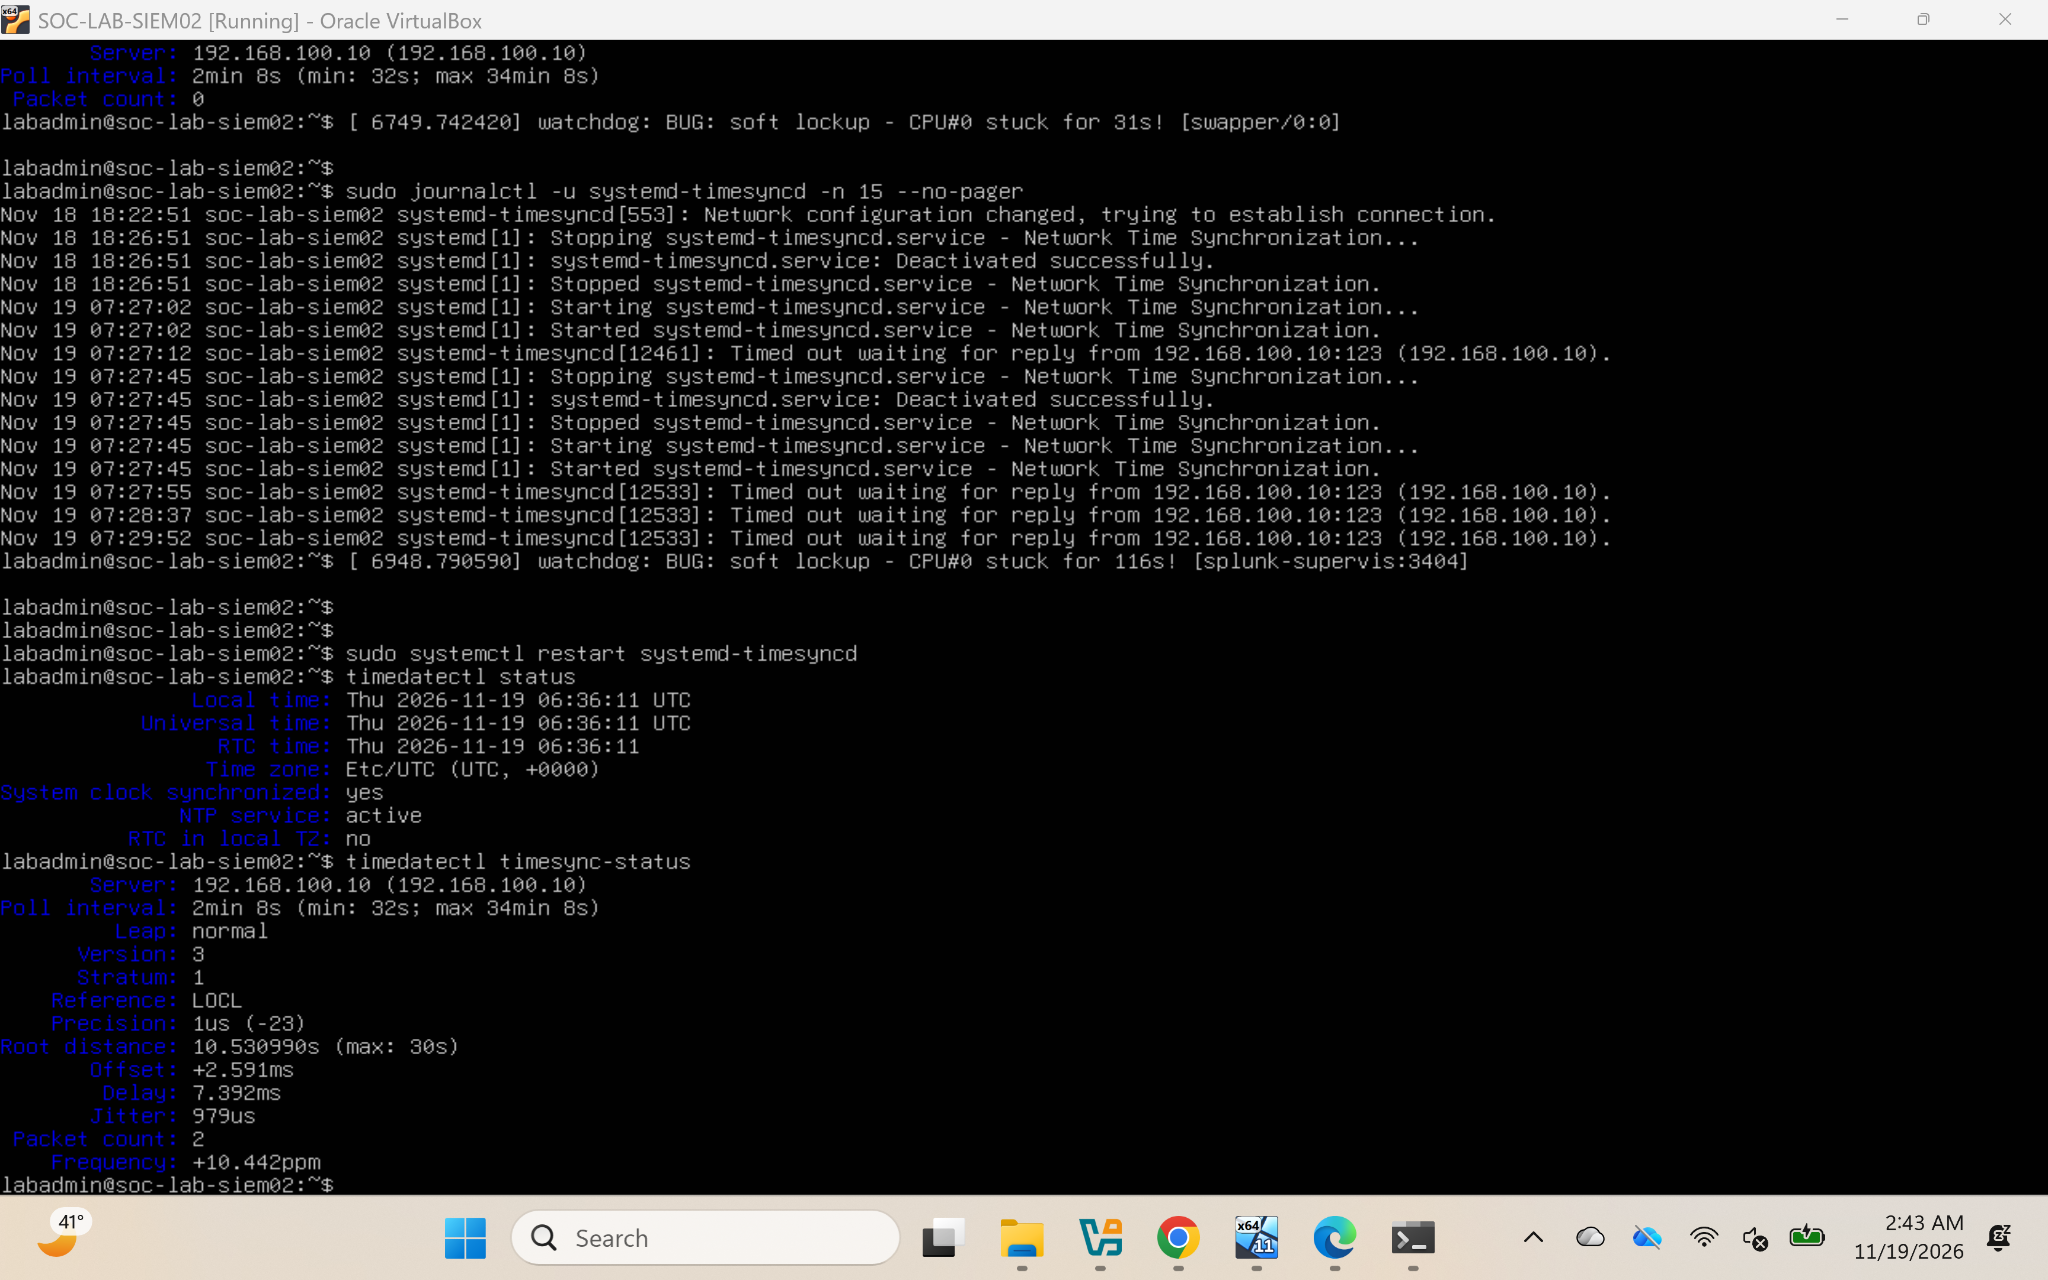 SOC-LAB-SIEM02 [Running] - Oracle VirtualBox
Server: 192.168.100.10 (192.168.100.10)
Poll interval: 2min 8s (min: 32s; max 34min 8s)
Packet count: 0
labadmin@soc-lab-siem02:~$ [ 6749.742420] watchdog: BUG: soft lockup - CPU#0 stuck for 31s! [swapper/0:0]
labadmin@soc-lab-siem02:~$
labadmin@soc-lab-siem02:~$ sudo journalctl -u systemd-timesyncd -n 15 --no-pager
Nov 18 18:22:51 soc-lab-siem02 systemd-timesyncd[553]: Network configuration changed, trying to establish connection.
Nov 18 18:26:51 soc-lab-siem02 systemd[1]: Stopping systemd-timesyncd.service - Network Time Synchronization...
Nov 18 18:26:51 soc-lab-siem02 systemd[1]: systemd-timesyncd.service: Deactivated successfully.
Nov 18 18:26:51 soc-lab-siem02 systemd[1]: Stopped systemd-timesyncd.service - Network Time Synchronization.
Nov 19 07:27:02 soc-lab-siem02 systemd[1]: Starting systemd-timesyncd.service - Network Time Synchronization...
Nov 19 07:27:02 soc-lab-siem02 systemd[1]: Started systemd-timesyncd.service - Network Time Synchronization.
Nov 19 07:27:12 soc-lab-siem02 systemd-timesyncd[12461]: Timed out waiting for reply from 192.168.100.10:123 (192.168.100.10).
Nov 19 07:27:45 soc-lab-siem02 systemd[1]: Stopping systemd-timesyncd.service - Network Time Synchronization...
Nov 19 07:27:45 soc-lab-siem02 systemd[1]: systemd-timesyncd.service: Deactivated successfully.
Nov 19 07:27:45 soc-lab-siem02 systemd[1]: Stopped systemd-timesyncd.service - Network Time Synchronization.
Nov 19 07:27:45 soc-lab-siem02 systemd[1]: Starting systemd-timesyncd.service - Network Time Synchronization...
Nov 19 07:27:45 soc-lab-siem02 systemd[1]: Started systemd-timesyncd.service - Network Time Synchronization.
Nov 19 07:27:55 soc-lab-siem02 systemd-timesyncd[12533]: Timed out waiting for reply from 192.168.100.10:123 (192.168.100.10).
Nov 19 07:28:37 soc-lab-siem02 systemd-timesyncd[12533]: Timed out waiting for reply from 192.168.100.10:123 (192.168.100.10).
Nov 19 07:29:52 soc-lab-siem02 systemd-timesyncd[12533]: Timed out waiting for reply from 192.168.100.10:123 (192.168.100.10).
labadmin@soc-lab-siem02:~$ [ 6948.790590] watchdog: BUG: soft lockup - CPU#0 stuck for 116s! [splunk-supervis:3404]
labadmin@soc-lab-siem02:~$
labadmin@soc-lab-siem02:~$
labadmin@soc-lab-siem02:~$ sudo systemctl restart systemd-timesyncd
labadmin@soc-lab-siem02:~$ timedatectl status
Local time: Thu 2026-11-19 06:36:11 UTC
Universal time: Thu 2026-11-19 06:36:11 UTC
RTC time: Thu 2026-11-19 06:36:11
Time zone: Etc/UTC (UTC, +0000)
System clock synchronized: yes
NTP service: active
RTC in local TZ: no
labadmin@soc-lab-siem02:~$ timedatectl timesync-status
Server: 192.168.100.10 (192.168.100.10)
Poll interval: 2min 8s (min: 32s; max 34min 8s)
Leap: normal
Version: 3
Stratum: 1
Reference: LOCL
Precision: 1us (-23)
Root distance: 10.530990s (max: 30s)
Offset: +2.591ms
Delay: 7.392ms
Jitter: 979us
Packet count: 2
Frequency: +10.442ppm
labadmin@soc-lab-siem02:~$
41°
Search
x64
11
2:43 AM
11/19/2026